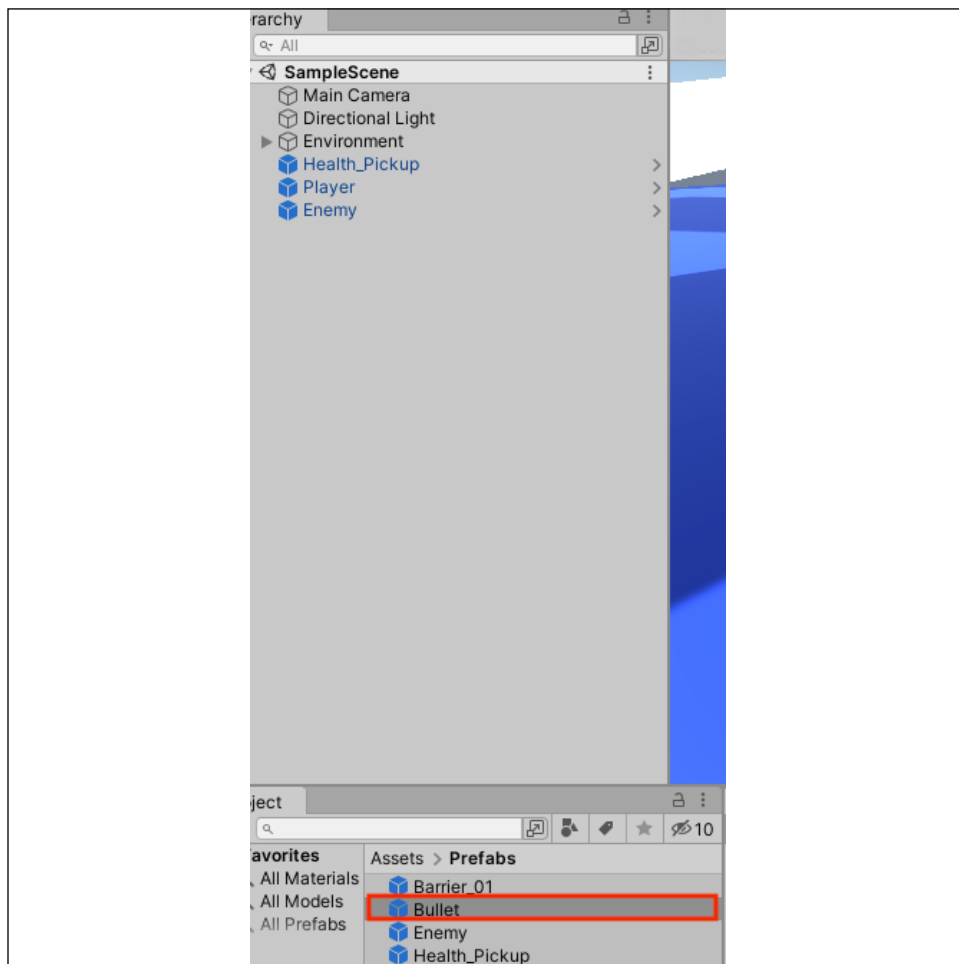 rarchy
All
SampleScene
Main Camera
Directional Light
Environment
Health_Pickup
Player
Enemy
ject
10
avorites
Assets > Prefabs
All Materials
Barrier_01
All Models
Bullet
All Prefabs
Enemy
Health_Pickup